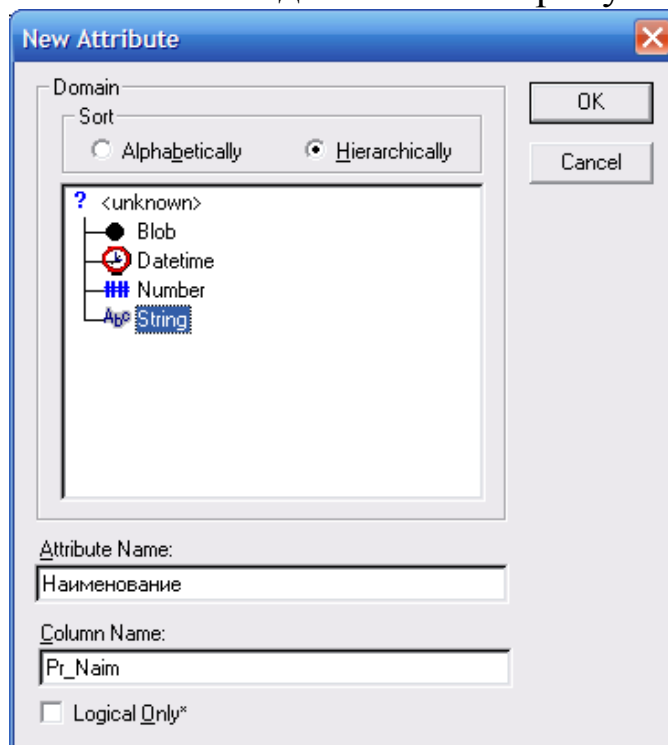 New Attribute
Domain
Sort
Alphabetically
Hierarchically
OK
Cancel
? <unknown>
Blob
Datetime
Number
Abc String
Attribute Name:
Наименование
Column Name:
Pr_Naim
Logical Only*